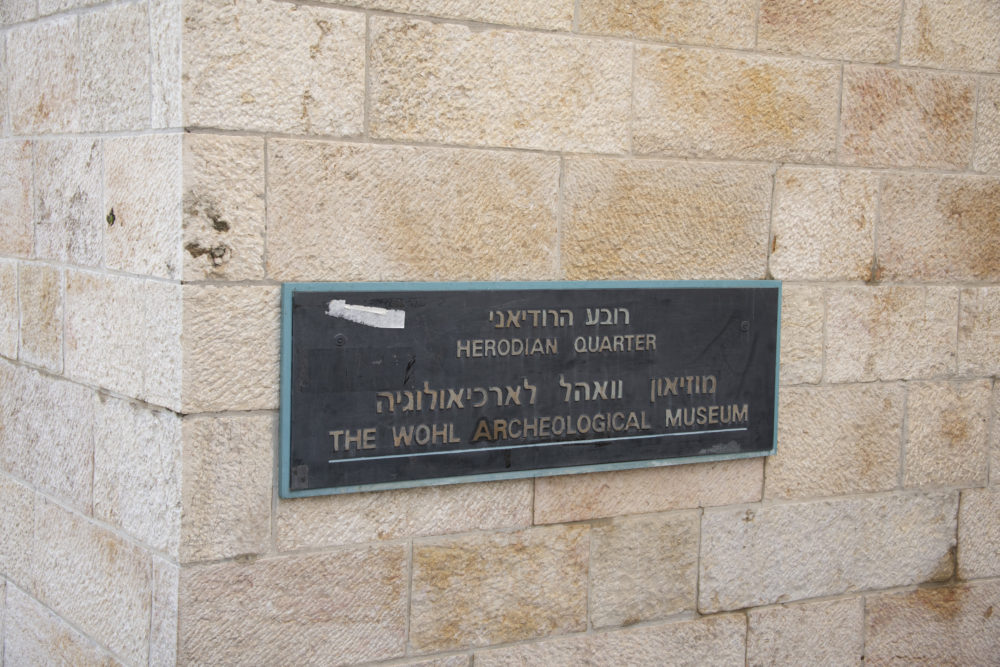 רובע הרודיאני
HERODIAN QUARTER
מוזיאון וואהל לארכיאולוגיה
THE WOHL ARCHEOLOGICAL MUSEUM